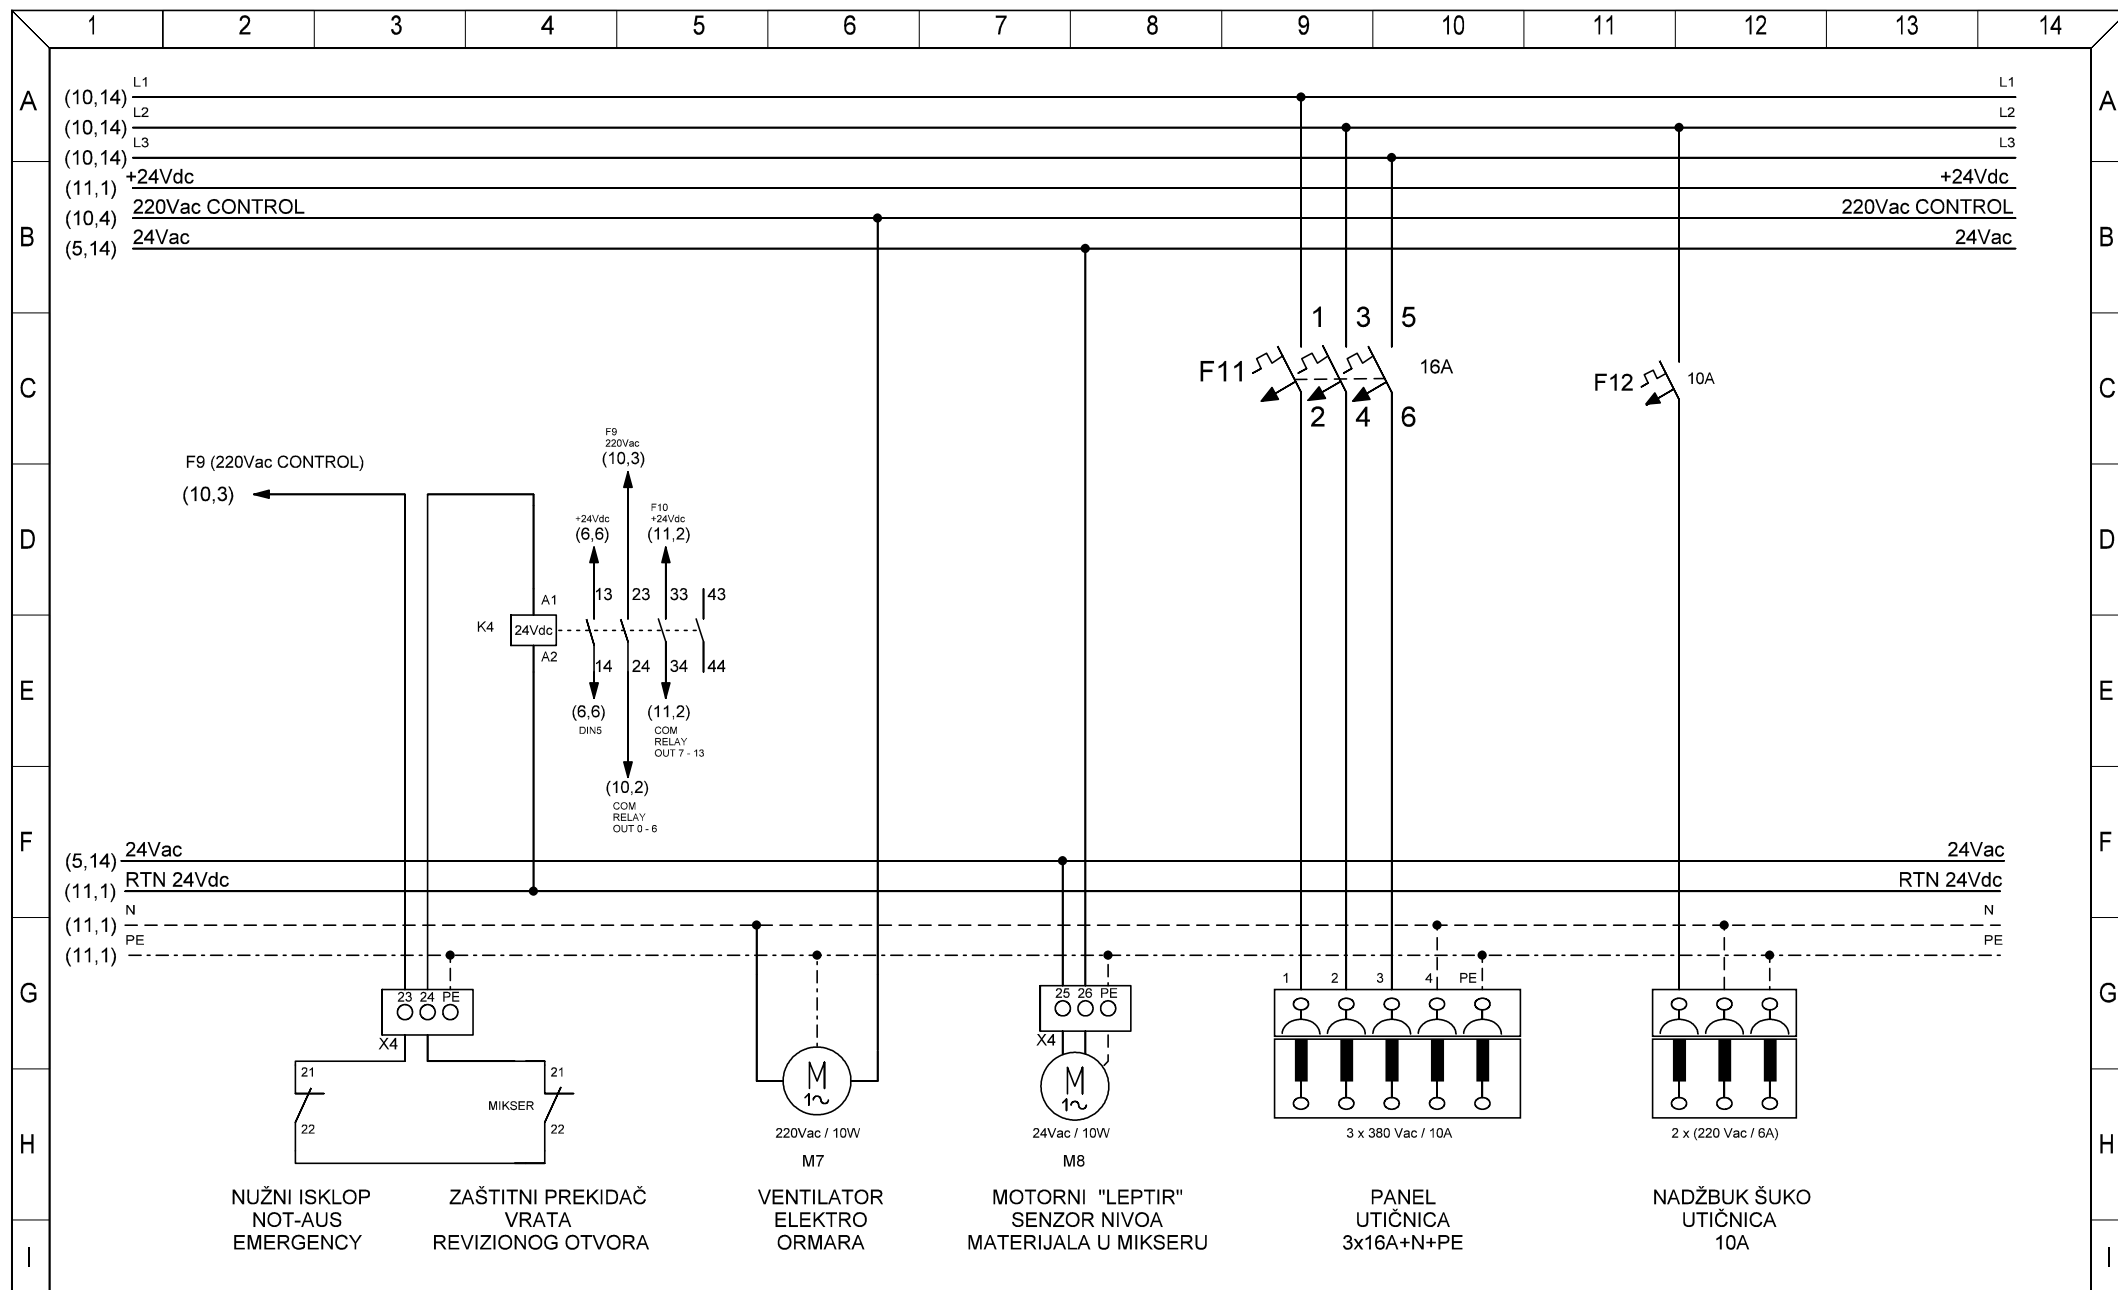 1 2 3 4 5 6 7 8 9 10 11 12 13 14
A A
L1 L1
(10,14)
L2 L2
(10,14)
L3 L3
(10,14)
+24Vdc +24Vdc
(11,1)
220Vac CONTROL 220Vac CONTROL
(10,4)
B B
24Vac 24Vac
(5,14)
1 3 5
C C
F11 16A
F12 10A
2 4 6
F9
220Vac
(10,3)
F9 (220Vac CONTROL)
(10,3)
D D
+24Vdc
(6,6)
F10
+24Vdc
(11,2)
A1 13 23 33 43
K4 24Vdc
A2 14 24 34 44
E E
(6,6)
DIN5
(11,2)
COM
RELAY
OUT 7 - 13
(10,2)
COM
RELAY
OUT 0 - 6
F F
24Vac 24Vac
(5,14)
RTN 24Vdc RTN 24Vdc
(11,1)
N N
(11,1)
PE PE
(11,1)
G G
23 24 PE
X4
25 26 PE
X4
1 2 3 4 PE
21 21
MIKSER
22 22
M
1~
M
1~
H H
220Vac / 10W
M7
24Vac / 10W
M8
3 x 380 Vac / 10A
2 x (220 Vac / 6A)
NUŽNI ISKLOP
NOT-AUS
EMERGENCY
ZAŠTITNI PREKIDAČ
VRATA
REVIZIONOG OTVORA
VENTILATOR
ELEKTRO
ORMARA
MOTORNI "LEPTIR"
SENZOR NIVOA
MATERIJALA U MIKSERU
PANEL
UTIČNICA
3x16A+N+PE
NADŽBUK ŠUKO
UTIČNICA
10A
I I